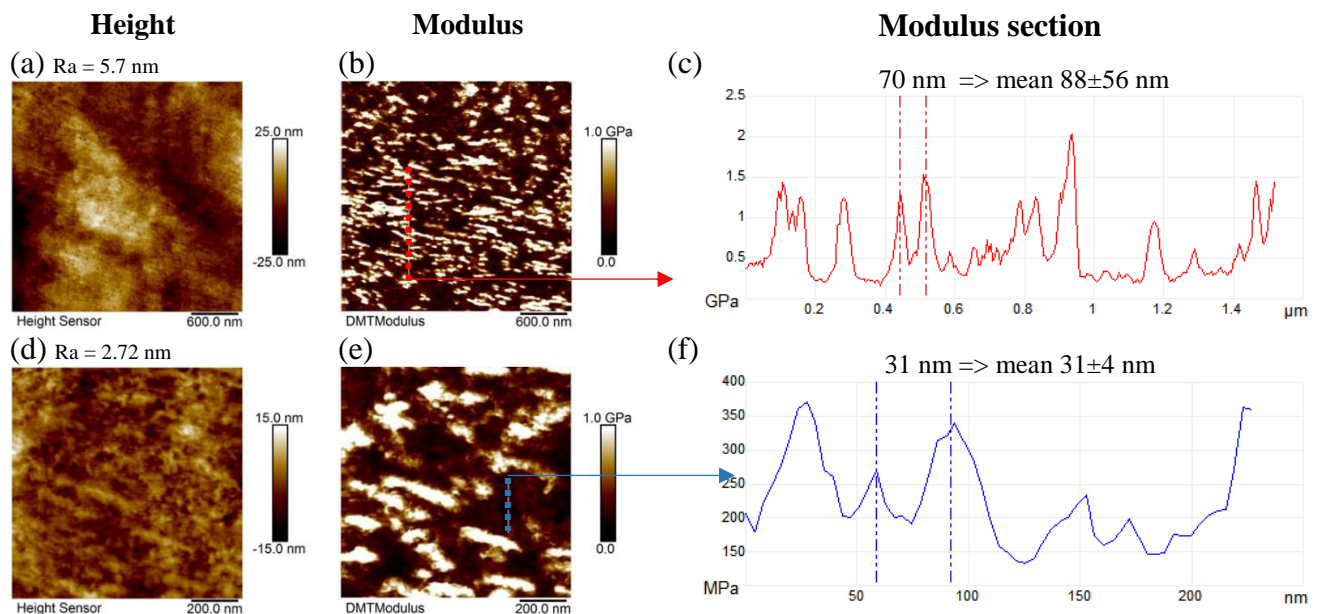 Height
Modulus
Modulus section
(a) Ra = 5.7 nm
(b)
(c)
70 nm => mean 88±56 nm
25.0 nm
-25.0 nm
Height Sensor
600.0 nm
1.0 GPa
0.0
DMTModulus
600.0 nm
2.5
2
1.5
1
0.5
GPa
0.2
0.4
0.6
0.8
1
1.2
1.4
µm
(d) Ra = 2.72 nm
(e)
(f)
31 nm => mean 31±4 nm
15.0 nm
-15.0 nm
Height Sensor
200.0 nm
1.0 GPa
0.0
DMTModulus
200.0 nm
400
350
300
250
200
150
MPa
50
100
150
200
nm